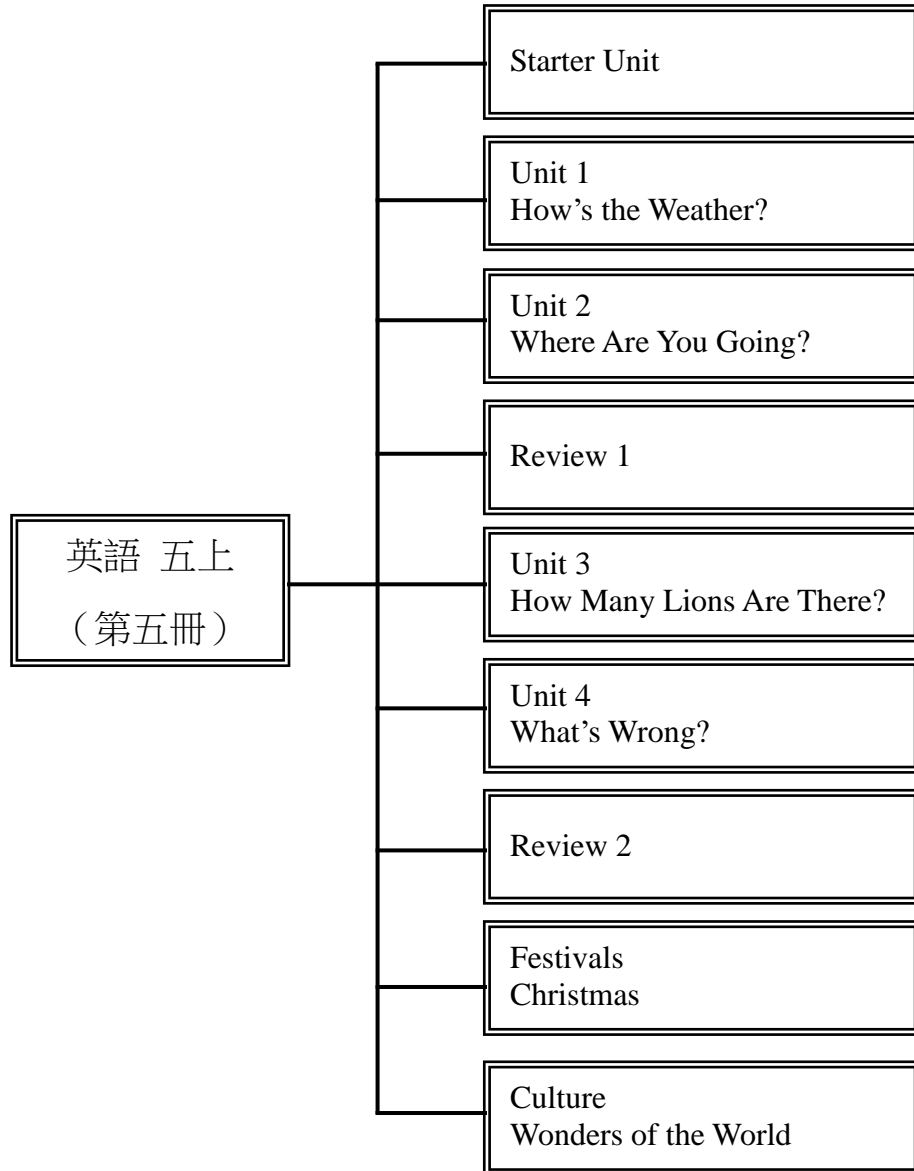 Starter Unit
Unit 1
How’s the Weather?
Unit 2
Where Are You Going?
Review 1
英語 五上
（第五冊）
Unit 3
How Many Lions Are There?
Unit 4
What’s Wrong?
Review 2
Festivals
Christmas
Culture
Wonders of the World